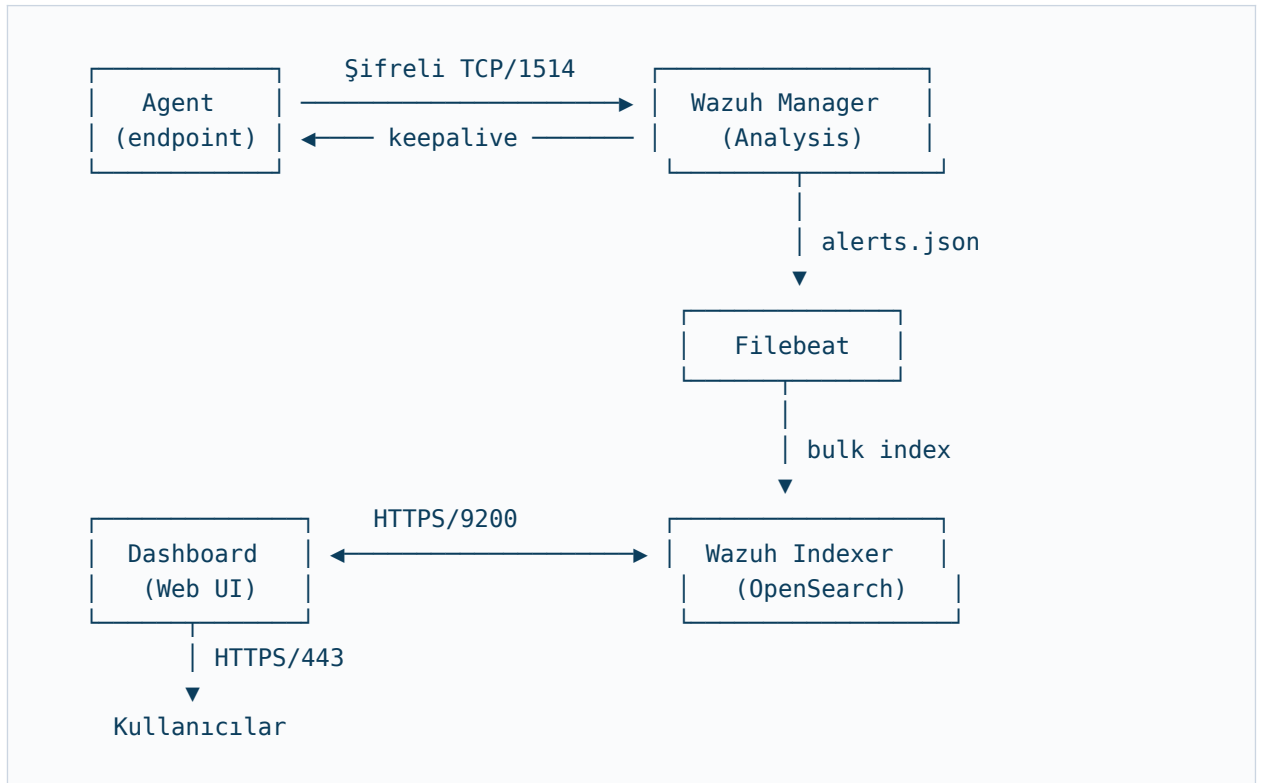 Şifreli TCP/1514
Agent
Wazuh Manager
(endpoint)
keepalive
(Analysis)
alerts.json
Filebeat
bulk index
HTTPS/9200
Dashboard
Wazuh Indexer
(Web UI)
(OpenSearch)
HTTPS/443
Kullanıcılar